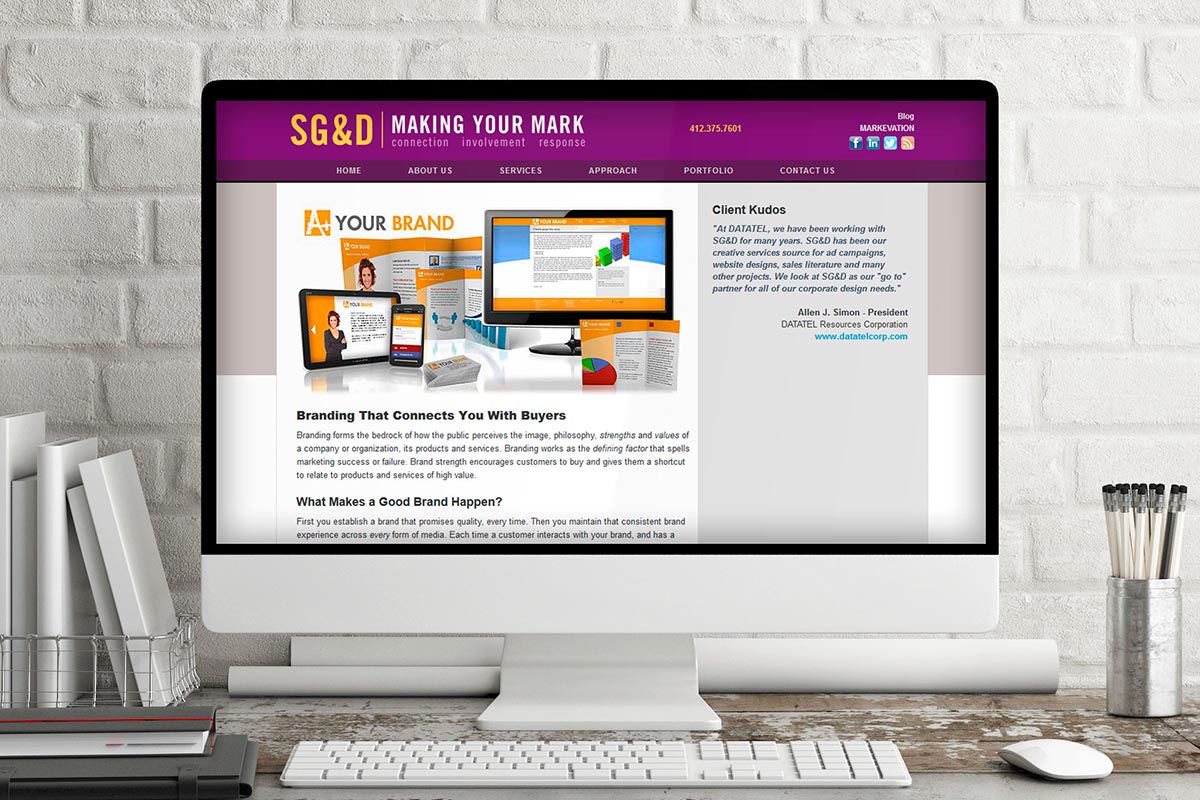 SG&D
MAKING YOUR MARK
connection involvement response
412.375.7601
Blog
MARKEVATION
HOME ABOUT US SERVICES APPROACH PORTFOLIO CONTACT US
A+ YOUR BRAND
YOUR BRAND
YOUR BRAND
YOUR BRAND
YOUR BRAND
Branding That Connects You With Buyers
Branding forms the bedrock of how the public perceives the image, philosophy, strengths and values of
a company or organization, its products and services. Branding works as the defining factor that spells
marketing success or failure. Brand strength encourages customers to buy and gives them a shortcut
to relate to products and services of high value.
What Makes a Good Brand Happen?
First you establish a brand that promises quality, every time. Then you maintain that consistent brand
experience across every form of media. Each time a customer interacts with your brand, and has a
Client Kudos
"At DATATEL, we have been working with
SG&D for many years. SG&D has been our
creative services source for ad campaigns,
website designs, sales literature and many
other projects. We look at SG&D as our "go to"
partner for all of our corporate design needs."
Allen J. Simon - President
DATATEL Resources Corporation
www.datatelcorp.com